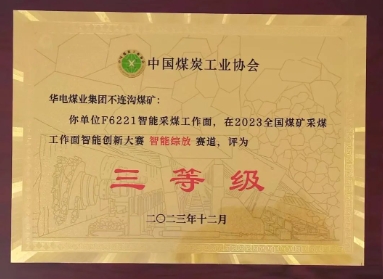 中国煤炭工业协会
华电煤业集团不连沟煤矿：
你单位F6221智能采煤工作面，在2023全国煤矿采煤
工作面智能创新大赛 智能综放 赛道，评为
三等级
二〇二三年十二月